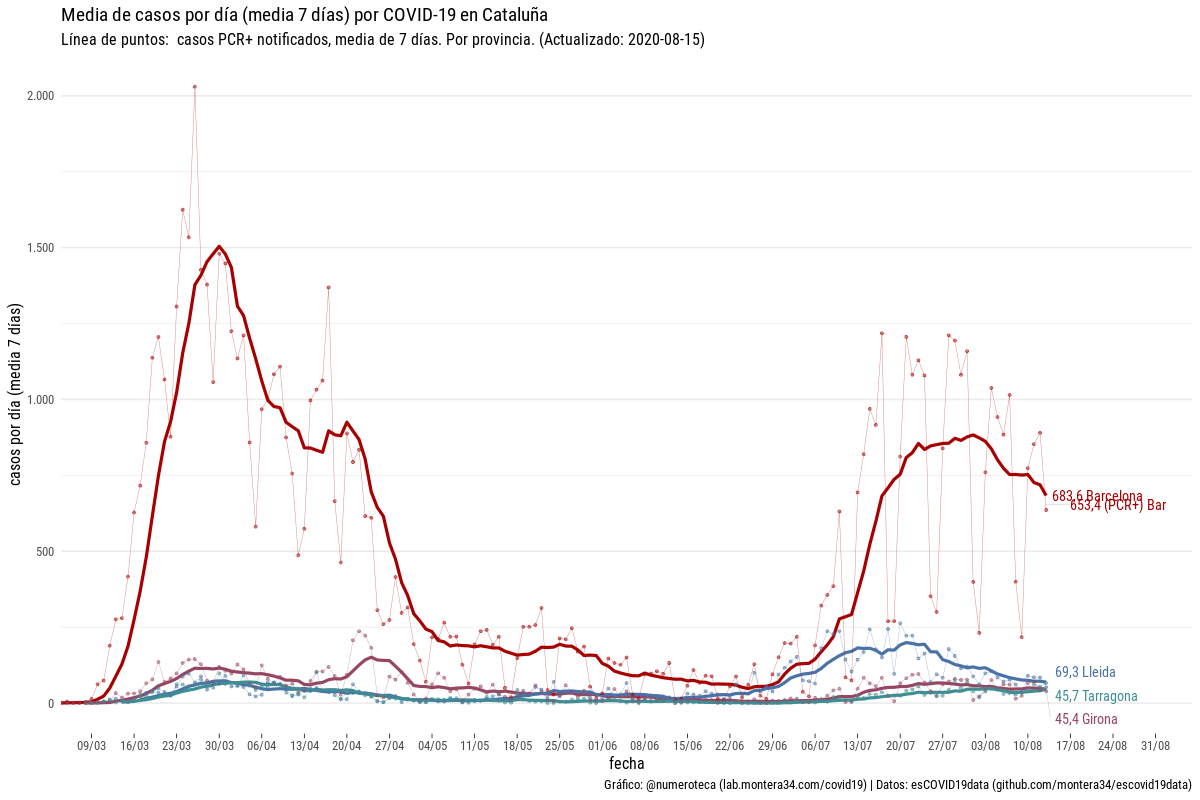 Media de casos por día (media 7 días) por COVID-19 en Cataluña
Línea de puntos:  casos PCR+ notificados, media de 7 días. Por provincia. (Actualizado: 2020-08-15)
casos por día (media 7 días)
2.000
1.500
1.000
500
0
683,6 Barcelona
653,4 (PCR+) Bar
69,3 Lleida
45,7 Tarragona
45,4 Girona
09/03 16/03 23/03 30/03 06/04 13/04 20/04 27/04 04/05 11/05 18/05 25/05 01/06 08/06 15/06 22/06 29/06 06/07 13/07 20/07 27/07 03/08 10/08 17/08 24/08 31/08
fecha
Gráfico: @numeroteca (lab.montera34.com/covid19) | Datos: esCOVID19data (github.com/montera34/escovid19data)